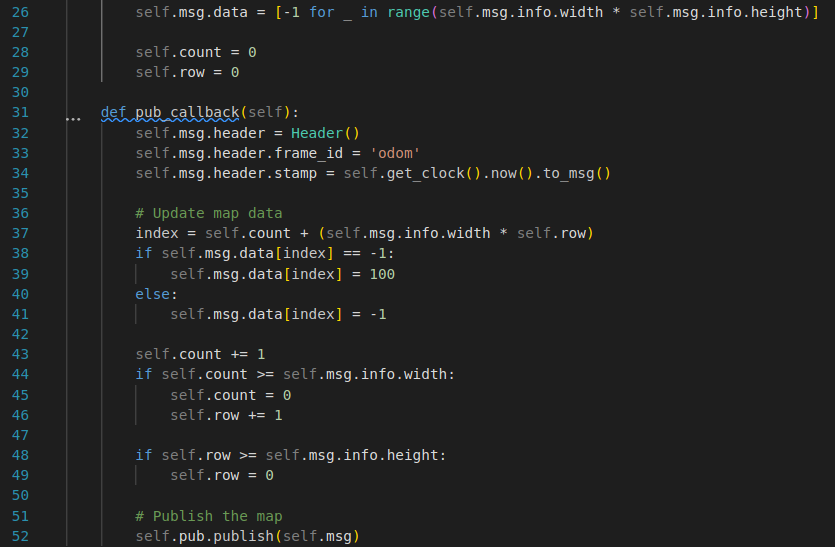 26 self.msg.data = [-1 for _ in range(self.msg.info.width * self.msg.info.height)]
27
28 self.count = 0
29 self.row = 0
30
31 def pub_callback(self):
32 self.msg.header = Header()
33 self.msg.header.frame_id = 'odom'
34 self.msg.header.stamp = self.get_clock().now().to_msg()
35
36 # Update map data
37 index = self.count + (self.msg.info.width * self.row)
38 if self.msg.data[index] == -1:
39 self.msg.data[index] = 100
40 else:
41 self.msg.data[index] = -1
42
43 self.count += 1
44 if self.count >= self.msg.info.width:
45 self.count = 0
46 self.row += 1
47
48 if self.row >= self.msg.info.height:
49 self.row = 0
50
51 # Publish the map
52 self.pub.publish(self.msg)